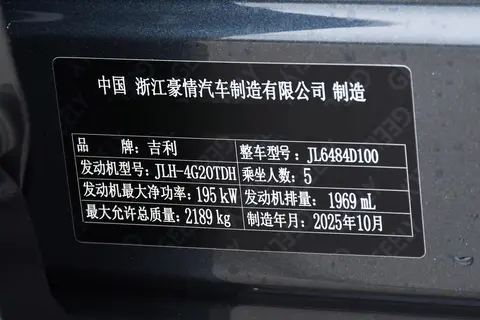 中国 浙江豪情汽车制造有限公司 制造
品 牌：吉利 整车型号：JL6484D100
发动机型号：JLH-4G20TDH 乘坐人数：5
发动机最大净功率：195 kW 发动机排量：1969 mL
最大允许总质量：2189 kg 制造年月：2025年10月